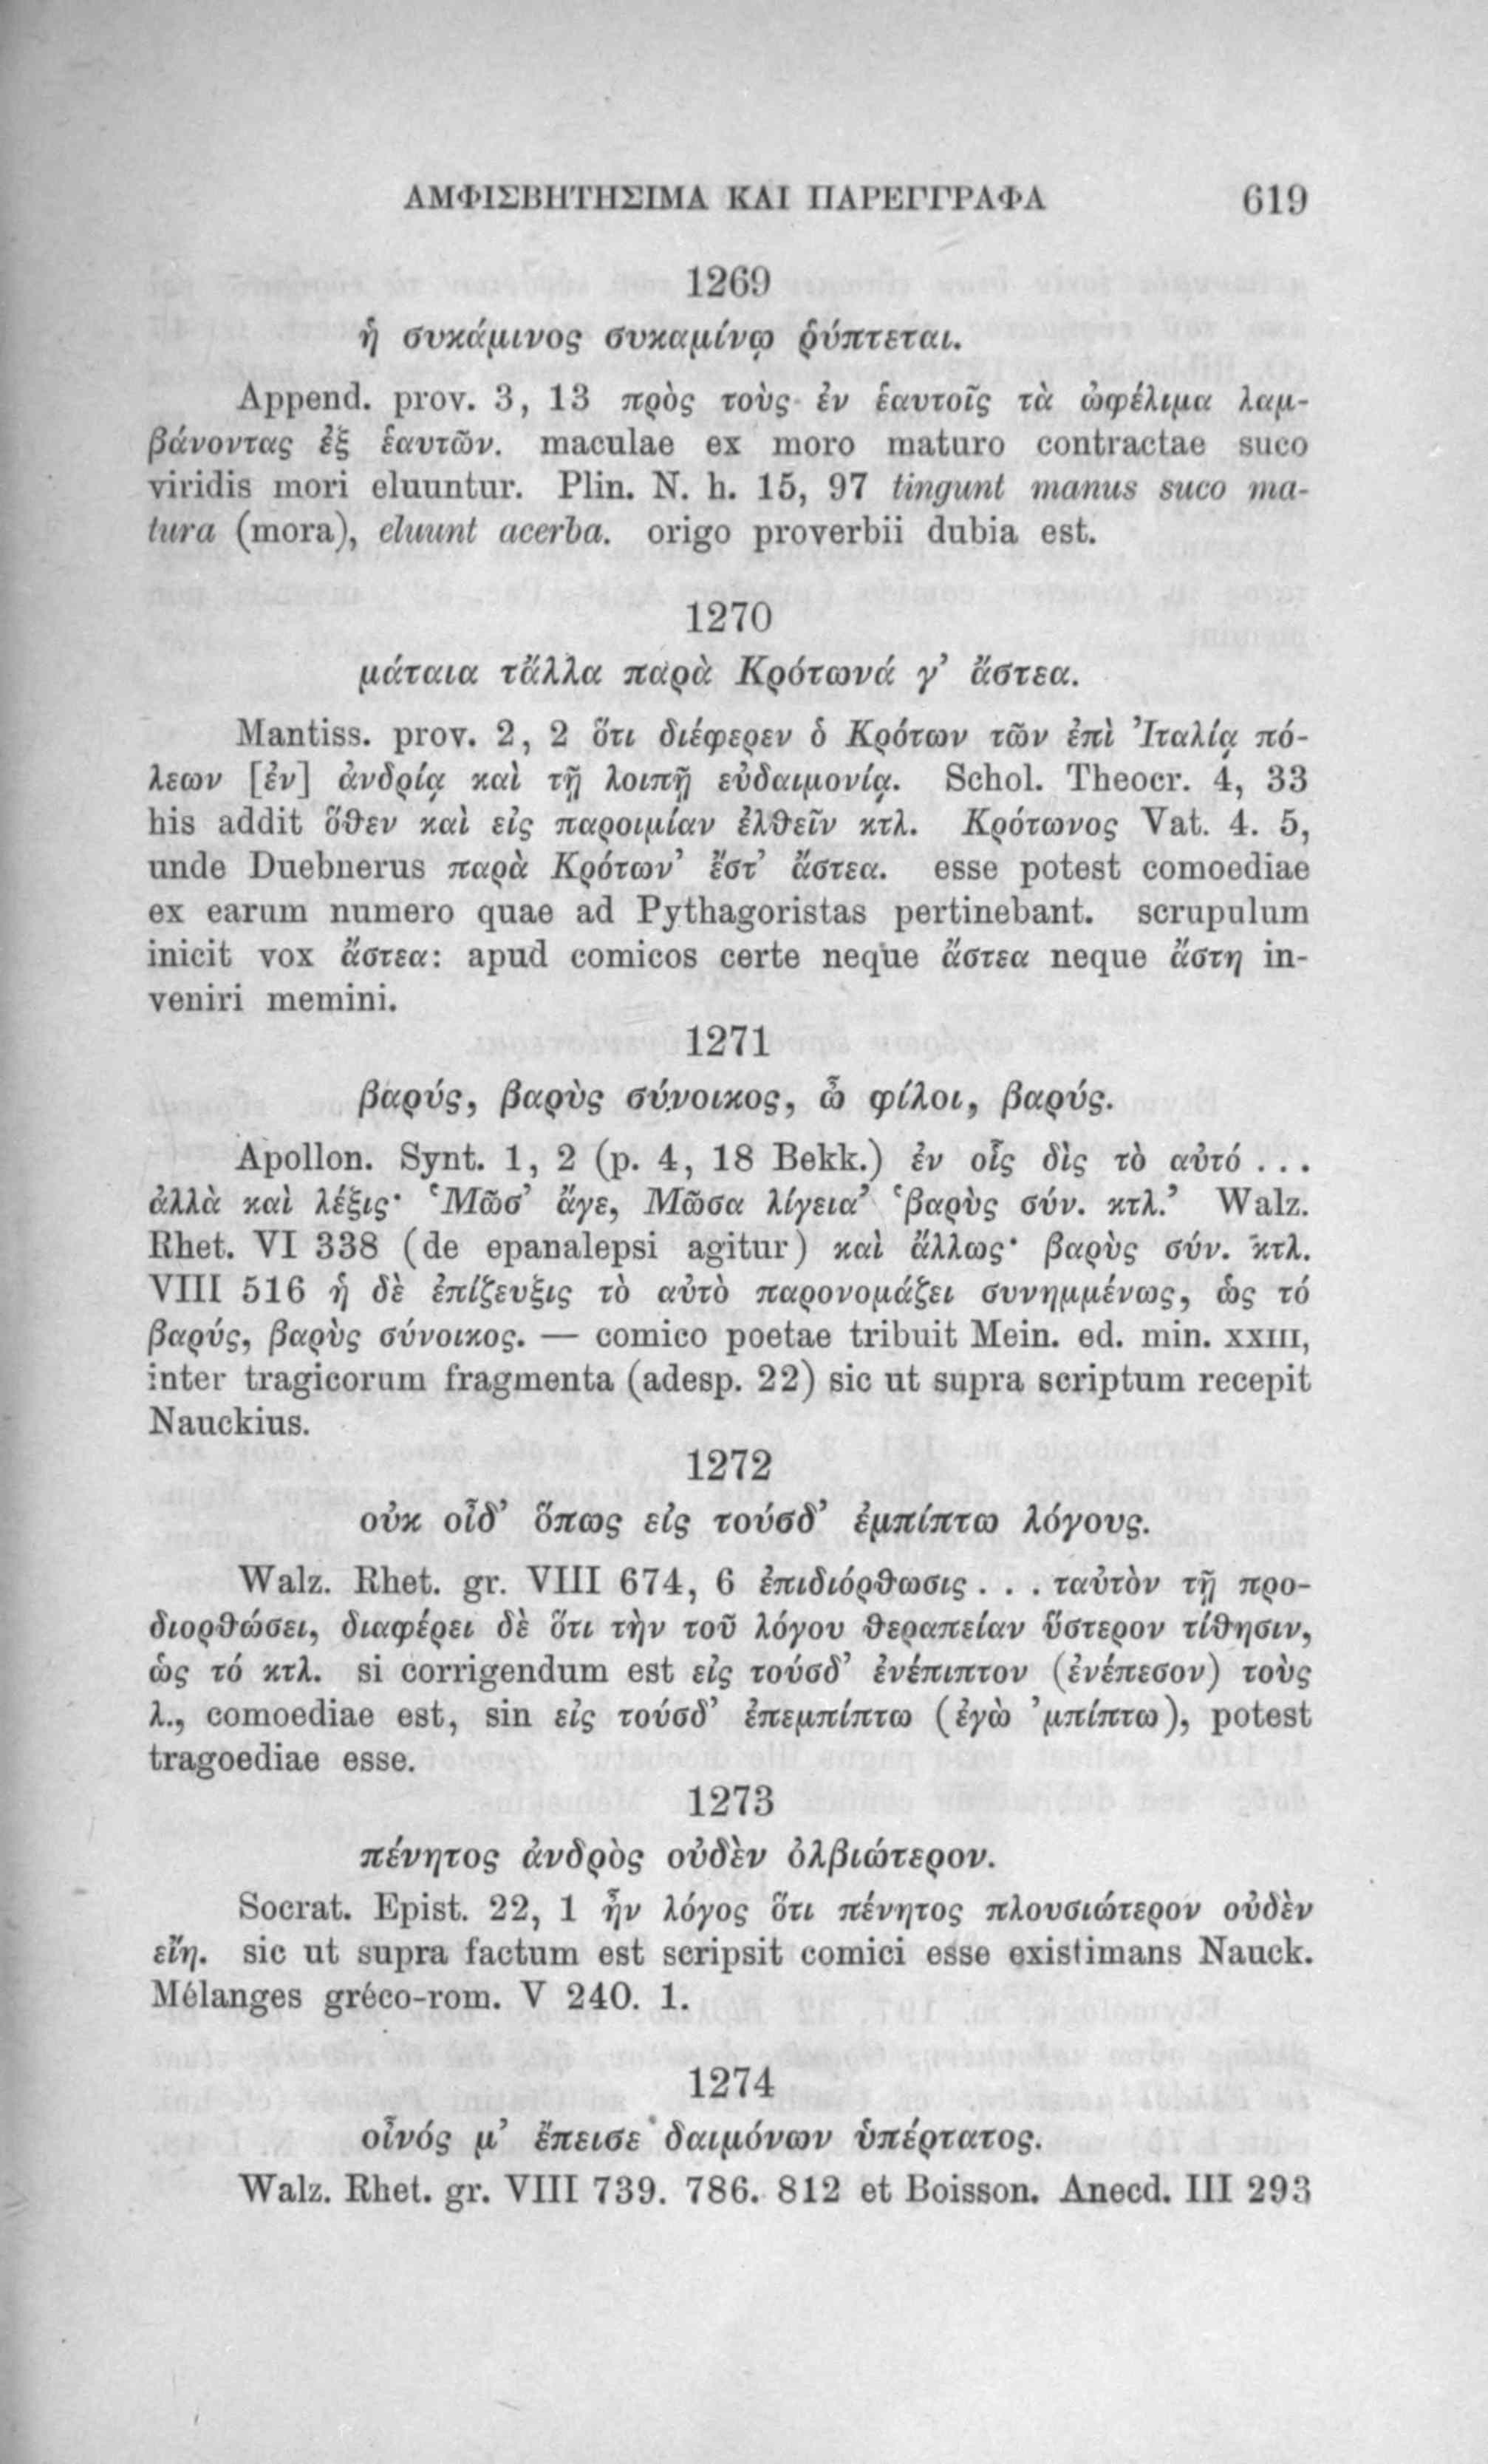 ΑΜΦΙΣΒΗΤΗΣΙΜΑ ΚΑΙ ΠΑΡΕΓΓΡΑΦΑ 619
1269
ἡ συκάμινος συκαμίνῳ ῥύπτεται.
Append. prov. 3, 13 πρὸς τοὺς ἐν ἑαυτοῖς τὰ ὠφέλιμα λαμ-
βάνοντας ἐξ ἑαυτῶν. maculae ex moro maturo contractae suco
viridis mori eluuntur. Plin. N. h. 15, 97 tingunt manus suco ma-
tura (mora), eluunt acerba. origo proverbii dubia est.
1270
μάταια τἄλλα παρὰ Κρότωνά γ’ ἄστεα.
Mantiss. prov. 2, 2 ὅτι διέφερεν ὁ Κρότων τῶν ἐπὶ Ἰταλίᾳ πό-
λεων [ἐν] ἀνδρίᾳ καὶ τῇ λοιπῇ εὐδαιμονίᾳ. Schol. Theocr. 4, 33
his addit ὅθεν καὶ εἰς παροιμίαν ἐλθεῖν κτλ. Κρότωνος Vat. 4. 5,
unde Duebnerus παρὰ Κρότων’ ἔστ’ ἄστεα. esse potest comoediae
ex earum numero quae ad Pythagoristas pertinebant. scrupulum
inicit vox ἄστεα: apud comicos certe neque ἄστεα neque ἄστη in-
veniri memini.
1271
βαρύς, βαρὺς σύνοικος, ὦ φίλοι, βαρύς.
Apollon. Synt. 1, 2 (p. 4, 18 Bekk.) ἐν οἷς δὶς τὸ αὐτό ...
ἀλλὰ καὶ λέξις· ‘Μῶσ’ ἄγε, Μῶσα λίγεια’ ‘βαρὺς σύν. κτλ.’ Walz.
Rhet. VI 338 (de epanalepsi agitur) καὶ ἄλλως· βαρὺς σύν. κτλ.
VIII 516 ἡ δὲ ἐπίζευξις τὸ αὐτὸ παρονομάζει συνημμένως, ὡς τό
βαρύς, βαρὺς σύνοικος. — comico poetae tribuit Mein. ed. min. XXIII,
inter tragicorum fragmenta (adesp. 22) sic ut supra scriptum recepit
Nauckius.
1272
οὐκ οἶδ’ ὅπως εἰς τούσδ’ ἐμπίπτω λόγους.
Walz. Rhet. gr. VIII 674, 6 ἐπιδιόρθωσις . . . ταὐτὸν τῇ προ-
διορθώσει, διαφέρει δὲ ὅτι τὴν τοῦ λόγου θεραπείαν ὕστερον τίθησιν,
ὡς τό κτλ. si corrigendum est εἰς τούσδ’ ἐνέπιπτον (ἐνέπεσον) τοὺς
λ., comoediae est, sin εἰς τούσδ’ ἐπεμπίπτω (ἐγὼ ’μπίπτω), potest
tragoediae esse.
1273
πένητος ἀνδρὸς οὐδὲν ὀλβιώτερον.
Socrat. Epist. 22, 1 ἦν λόγος ὅτι πένητος πλουσιώτερον οὐδὲν
εἴη. sic ut supra factum est scripsit comici esse existimans Nauck.
Mélanges gréco-rom. V 240. 1.
1274
οἶνός μ’ ἔπεισε δαιμόνων ὑπέρτατος.
Walz. Rhet. gr. VIII 739. 786. 812 et Boisson. Anecd. III 293